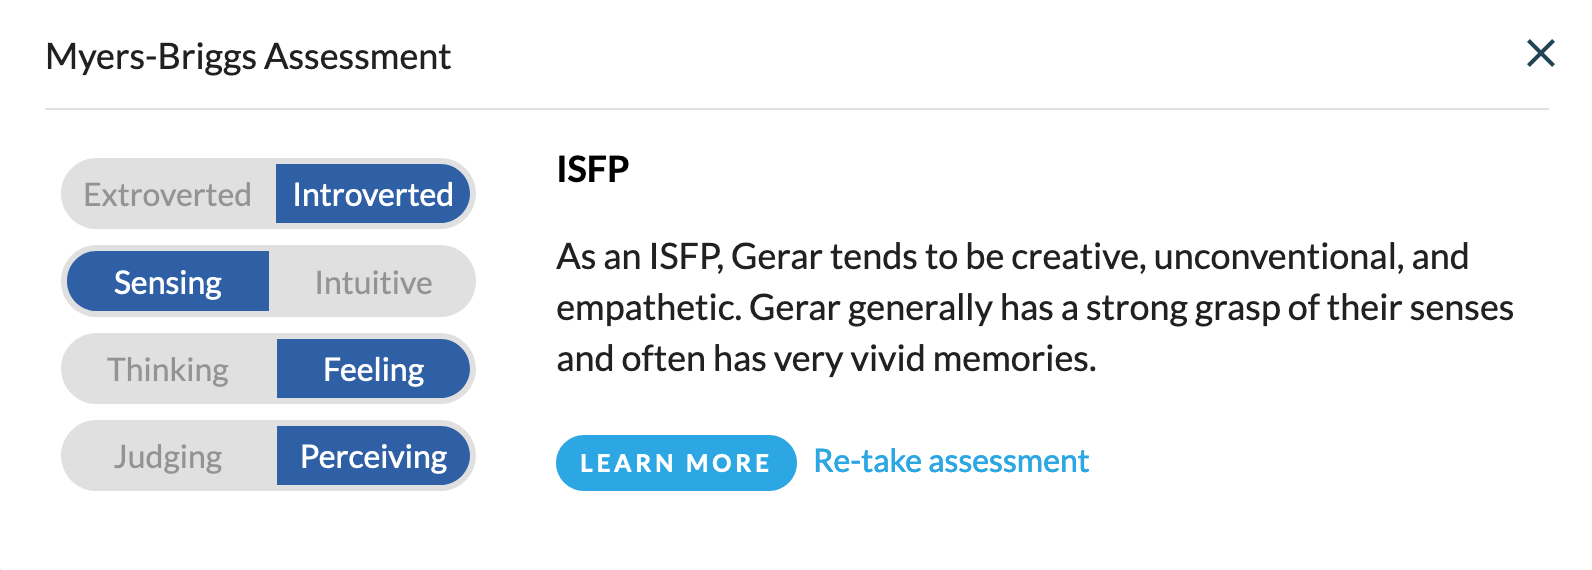 Myers-Briggs Assessment
Extroverted Introverted
Sensing Intuitive
Thinking Feeling
Judging Perceiving
ISFP
As an ISFP, Gerar tends to be creative, unconventional, and
empathetic. Gerar generally has a strong grasp of their senses
and often has very vivid memories.
LEARN MORE Re-take assessment